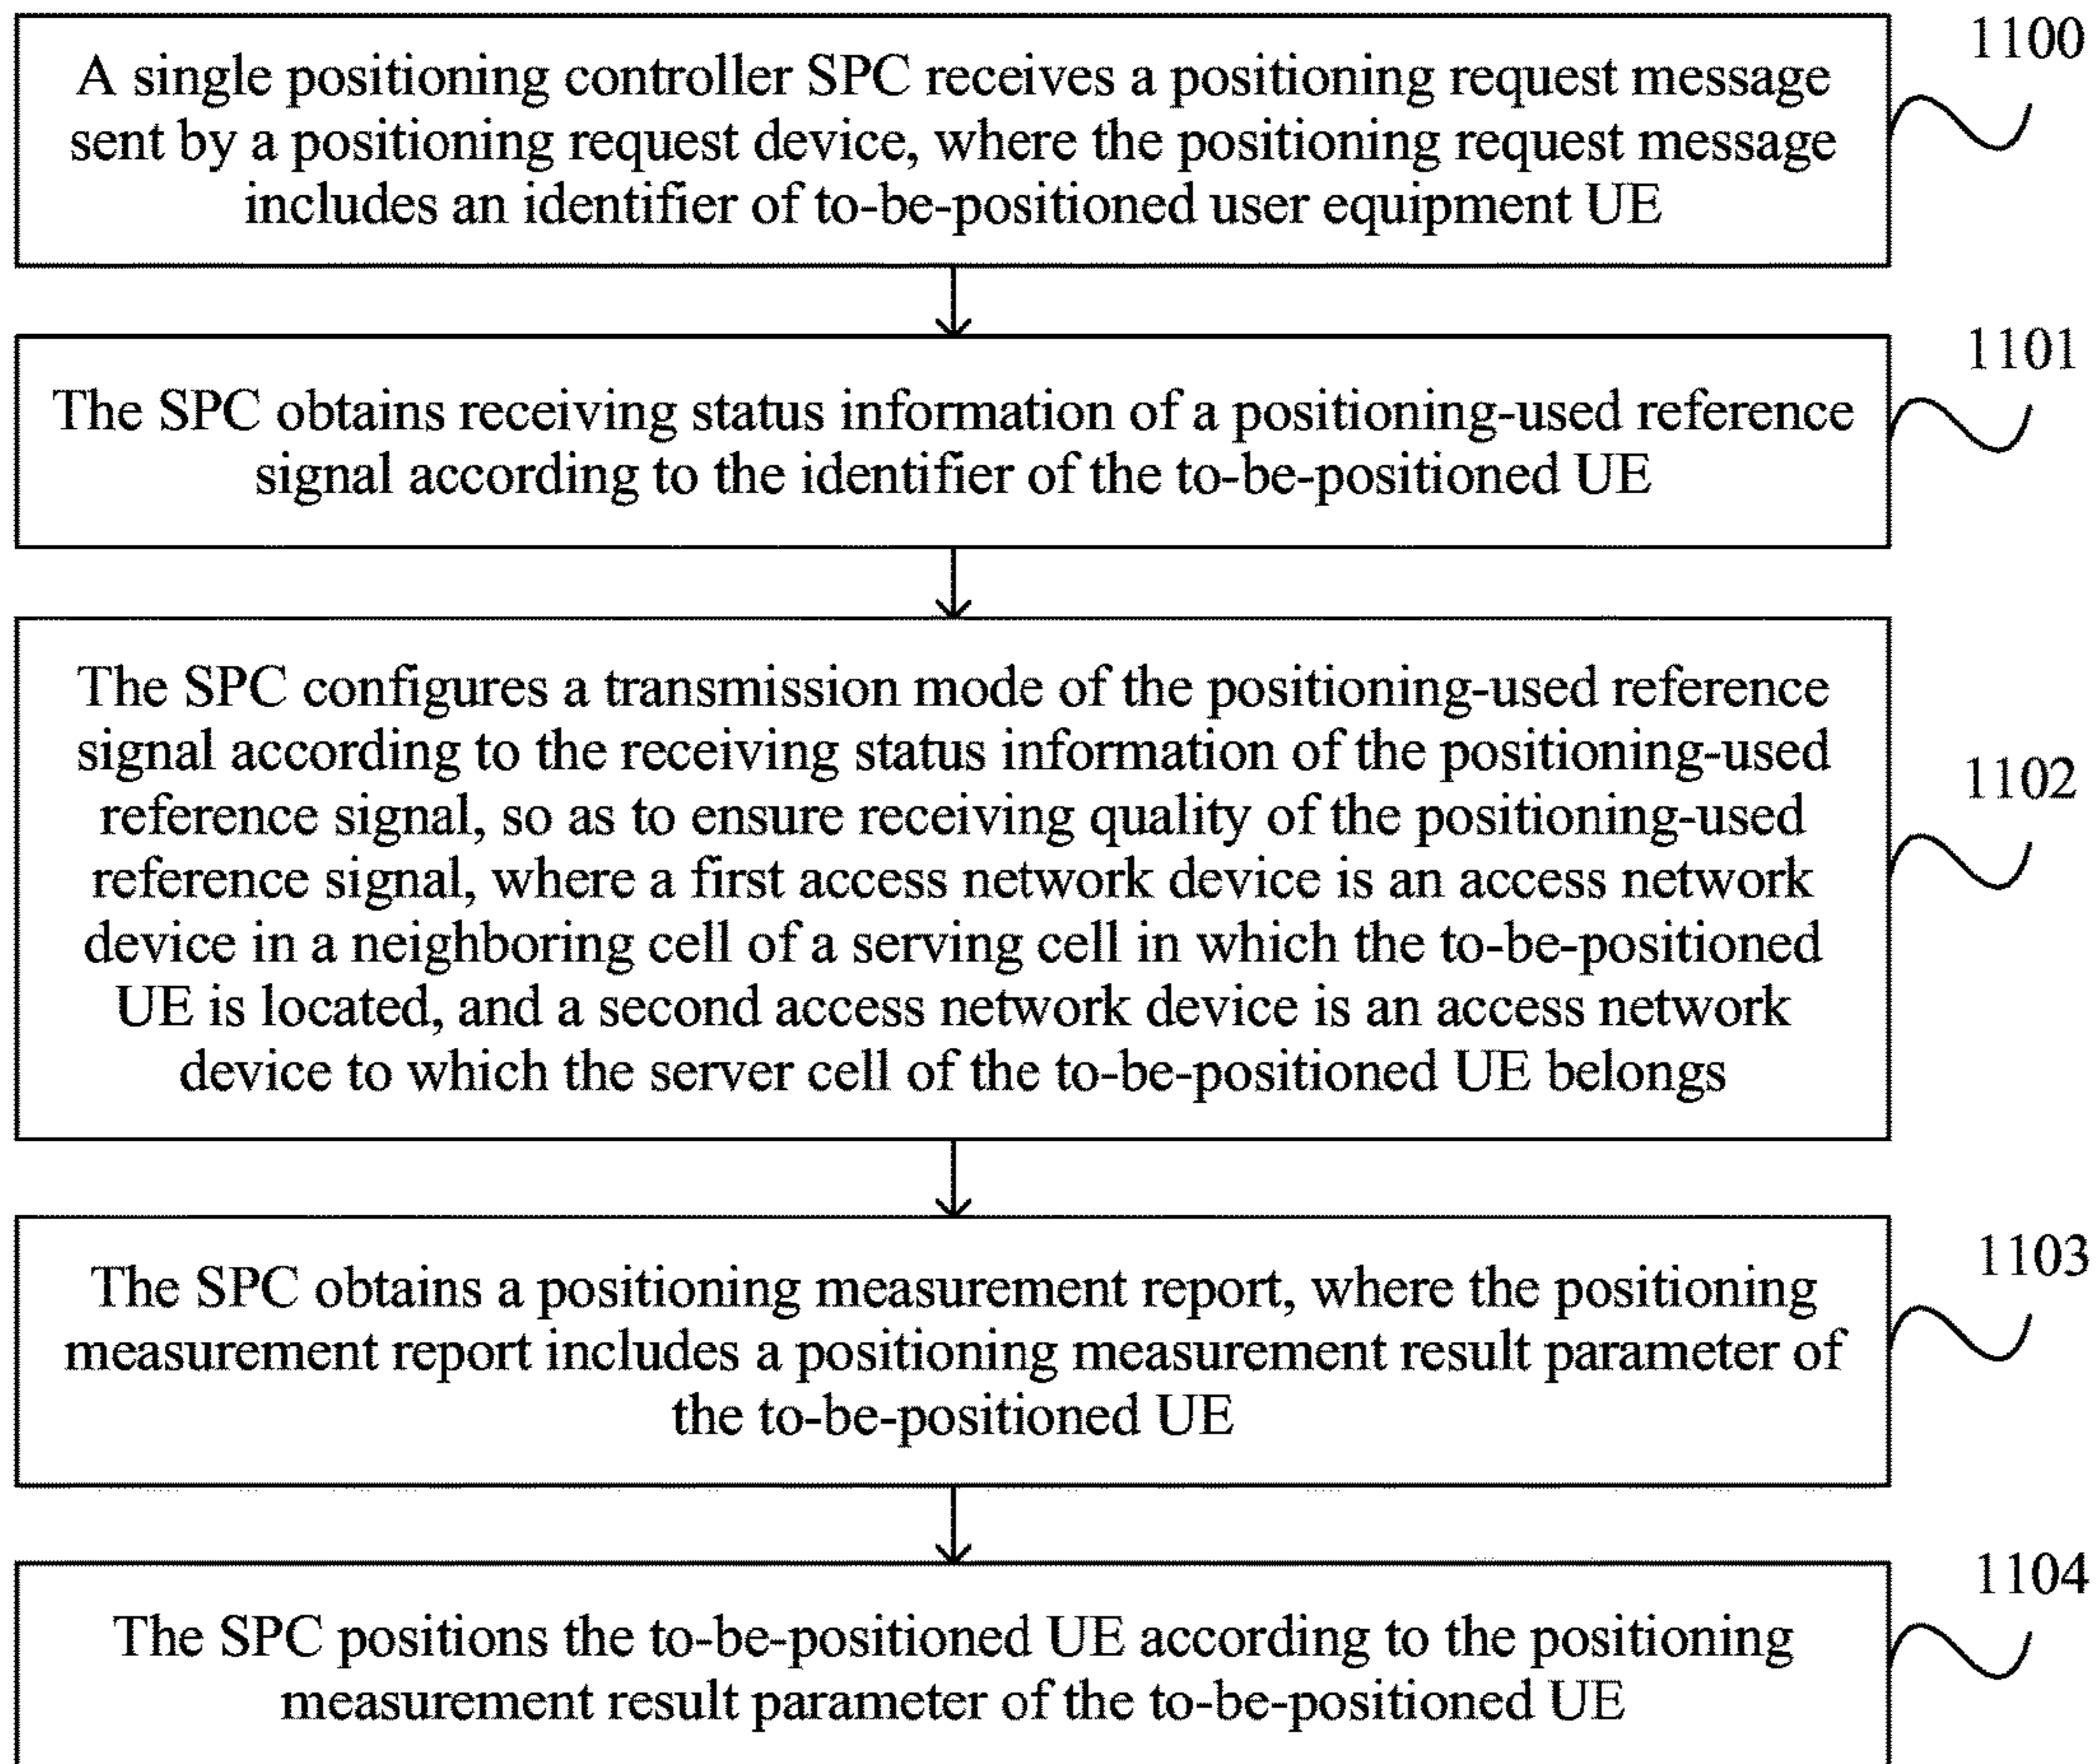 1100
A single positioning controller SPC receives a positioning request message
sent by a positioning request device, where the positioning request message
includes an identifier of to-be-positioned user equipment UE
1101
The SPC obtains receiving status information of a positioning-used reference
signal according to the identifier of the to-be-positioned UE
The SPC configures a transmission mode of the positioning-used reference
signal according to the receiving status information of the positioning-used
reference signal, so as to ensure receiving quality of the positioning-used
reference signal, where a first access network device is an access network
device in a neighboring cell of a serving cell in which the to-be-positioned
UE is located, and a second access network device is an access network
device to which the server cell of the to-be-positioned UE belongs
1102
The SPC obtains a positioning measurement report, where the positioning
measurement report includes a positioning measurement result parameter of
the to-be-positioned UE
1103
The SPC positions the to-be-positioned UE according to the positioning
measurement result parameter of the to-be-positioned UE
1104